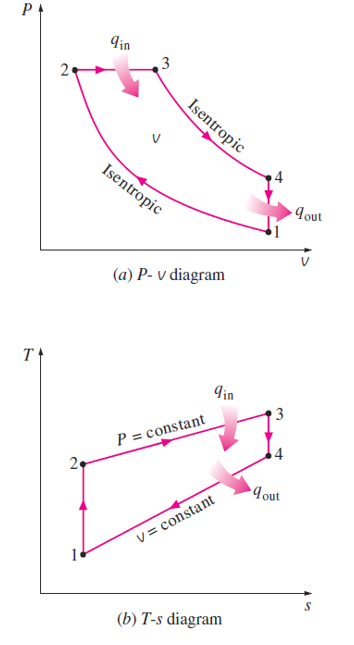 P
q_in
2
3
Isentropic
v
Isentropic
4
q_out
1
v
(a) P- v diagram
T
q_in
P = constant
3
2
4
q_out
v = constant
1
s
(b) T-s diagram